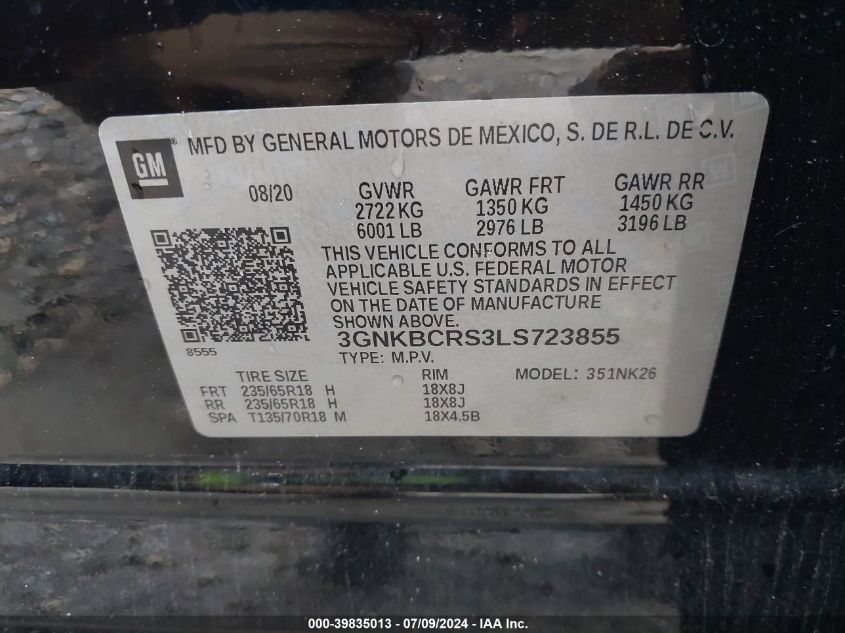 GM
® MFD BY GENERAL MOTORS DE MEXICO, S. DE R.L. DE C.V.
08/20
GVWR GAWR FRT GAWR RR
2722 KG 1350 KG 1450 KG
6001 LB 2976 LB 3196 LB
THIS VEHICLE CONFORMS TO ALL
APPLICABLE U.S. FEDERAL MOTOR
VEHICLE SAFETY STANDARDS IN EFFECT
ON THE DATE OF MANUFACTURE
SHOWN ABOVE.
8555
3GNKBCRS3LS723855
TYPE: M.P.V.
TIRE SIZE RIM MODEL: 351NK26
FRT 235/65R18 H 18X8J
RR 235/65R18 H 18X8J
SPA T135/70R18 M 18X4.5B
000-39835013 / 07/09/2024 - IAA Inc.